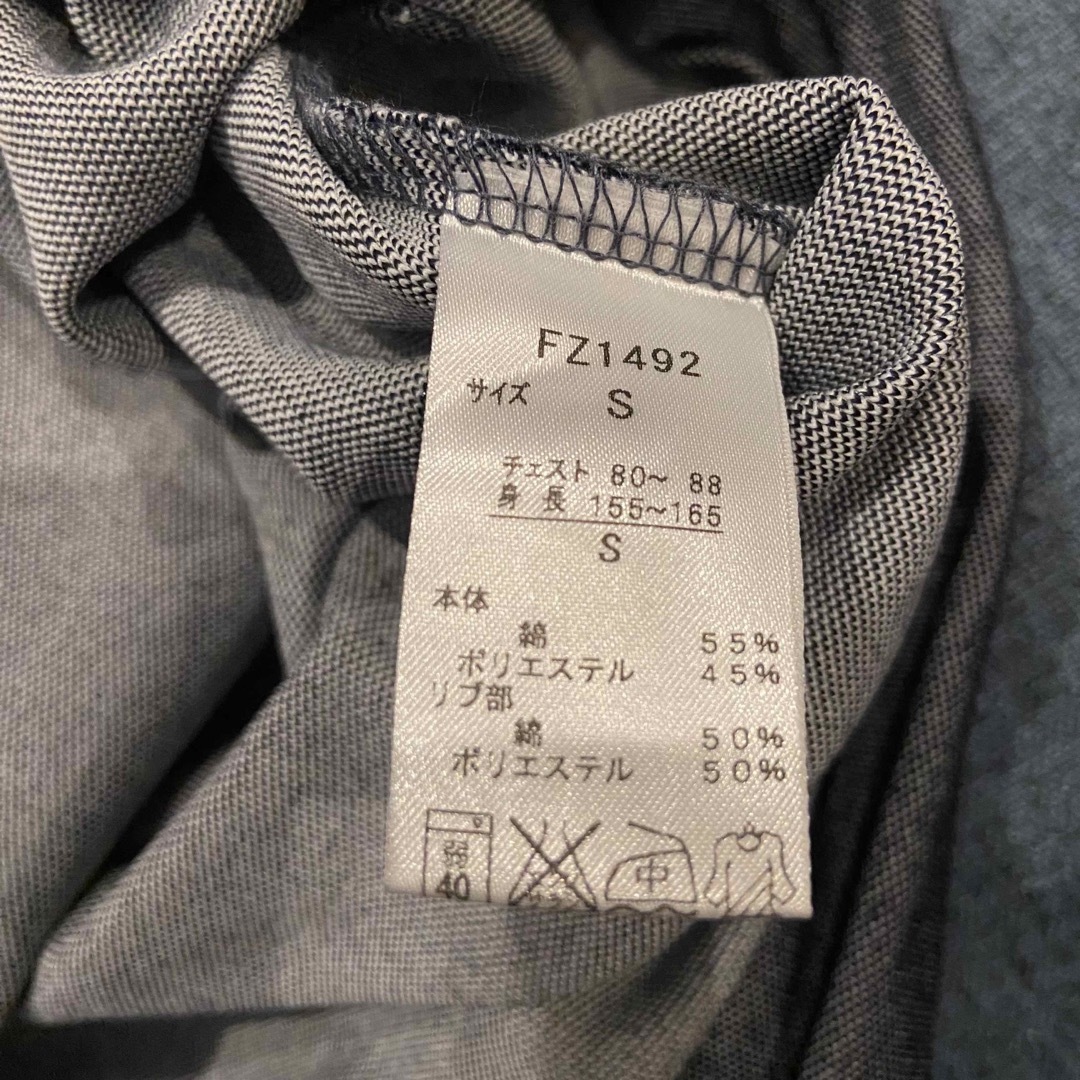 FZ1492
サイズ S
チェスト 80～ 88
身 長 155～165
S
本体
綿 55%
ポリエステル 45%
リブ部
綿 50%
ポリエステル 50%
弱 中
40